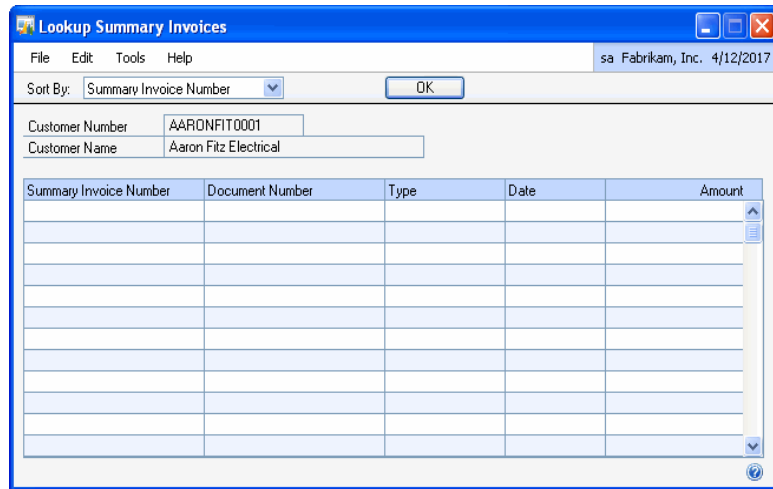 Lookup Summary Invoices
File Edit Tools Help sa Fabrikam, Inc. 4/12/2017
Sort By: Summary Invoice Number OK
Customer Number AARONFIT0001
Customer Name Aaron Fitz Electrical
Summary Invoice Number Document Number Type Date Amount